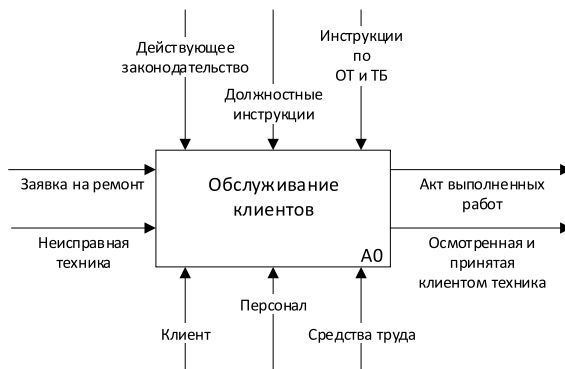 Действующее
законодательство
Должностные
инструкции
Инструкции
по
ОТ и ТБ
Заявка на ремонт
Неисправная
техника
Обслуживание
клиентов
A0
Акт выполненных
работ
Осмотренная и
принятая
клиентом техника
Клиент
Персонал
Средства труда